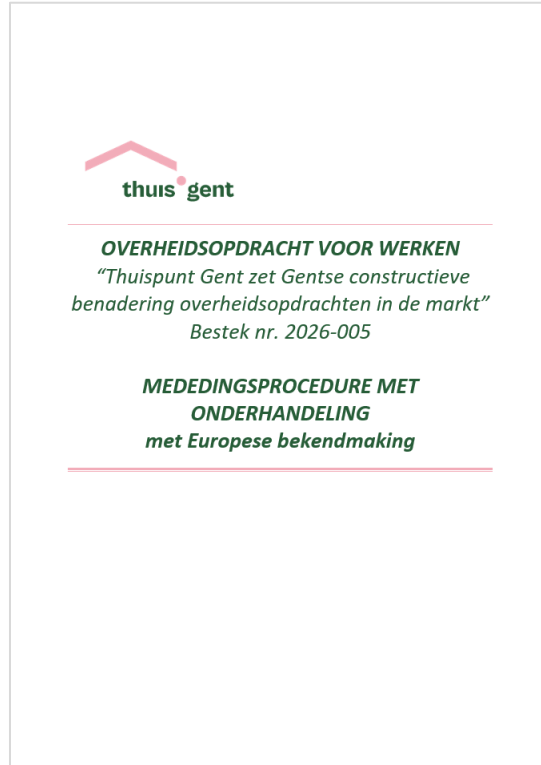 thuis gent
OVERHEIDSOPDRACHT VOOR WERKEN
“Thuispunt Gent zet Gentse constructieve
benadering overheidsopdrachten in de markt”
Bestek nr. 2026-005
MEDEDINGSPROCEDURE MET
ONDERHANDELING
met Europese bekendmaking